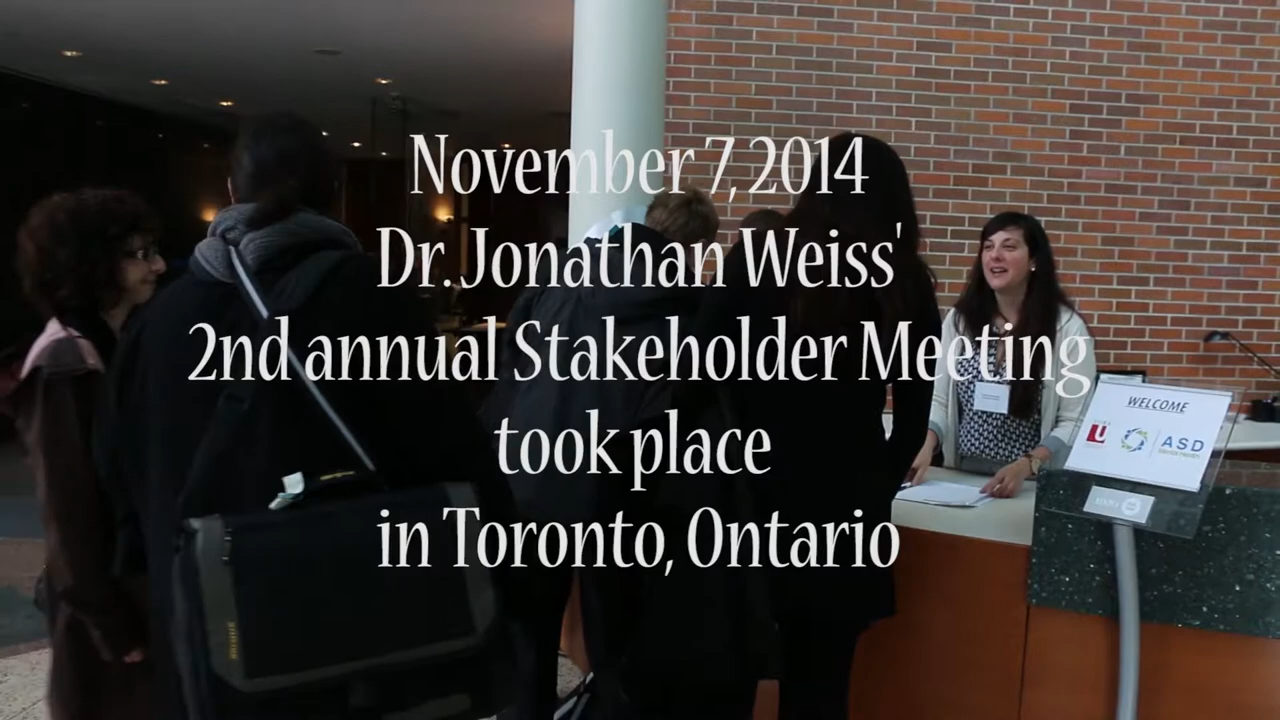 November 7, 2014
Dr. Jonathan Weiss'
2nd annual Stakeholder Meeting
took place
in Toronto, Ontario
WELCOME
U
ASD